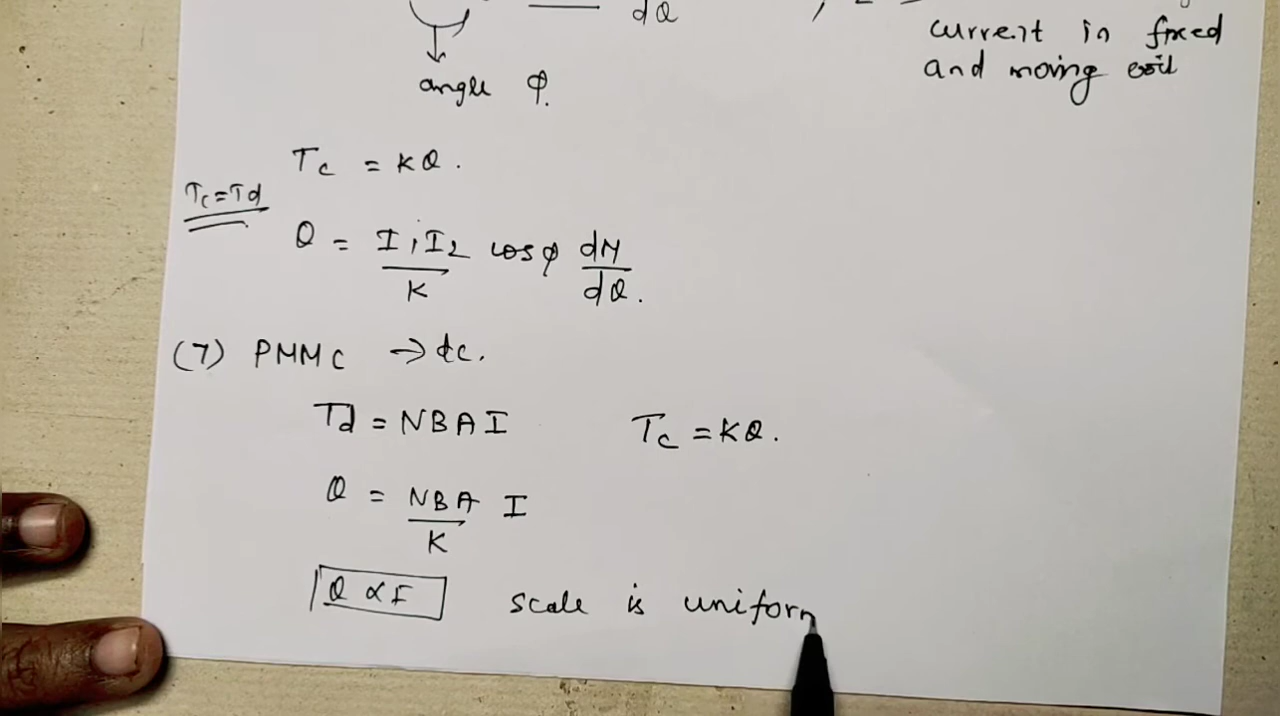 dθ
current in fixed
and moving coil
angle φ.
Tc = Kθ.
Tc = Td
θ = I1I2/K cosφ dM/dθ.
(7) PMMC → dc.
Td = NBAI Tc = Kθ.
θ = NBA/K I
θ ∝ I scale is uniform